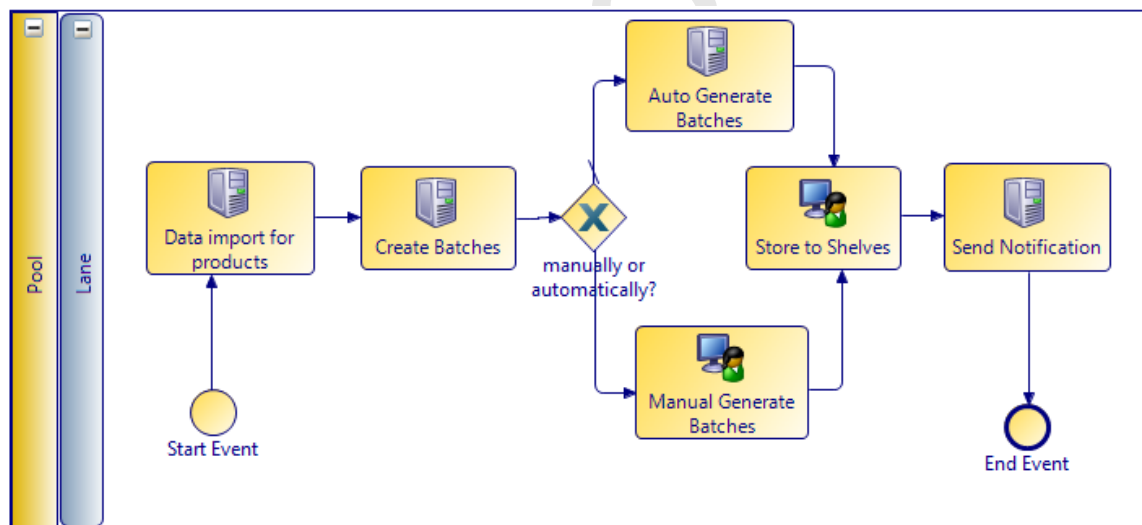 Pool
Lane
Start Event
Data import for
products
Create Batches
manually or
automatically?
Auto Generate
Batches
Manual Generate
Batches
Store to Shelves
Send Notification
End Event